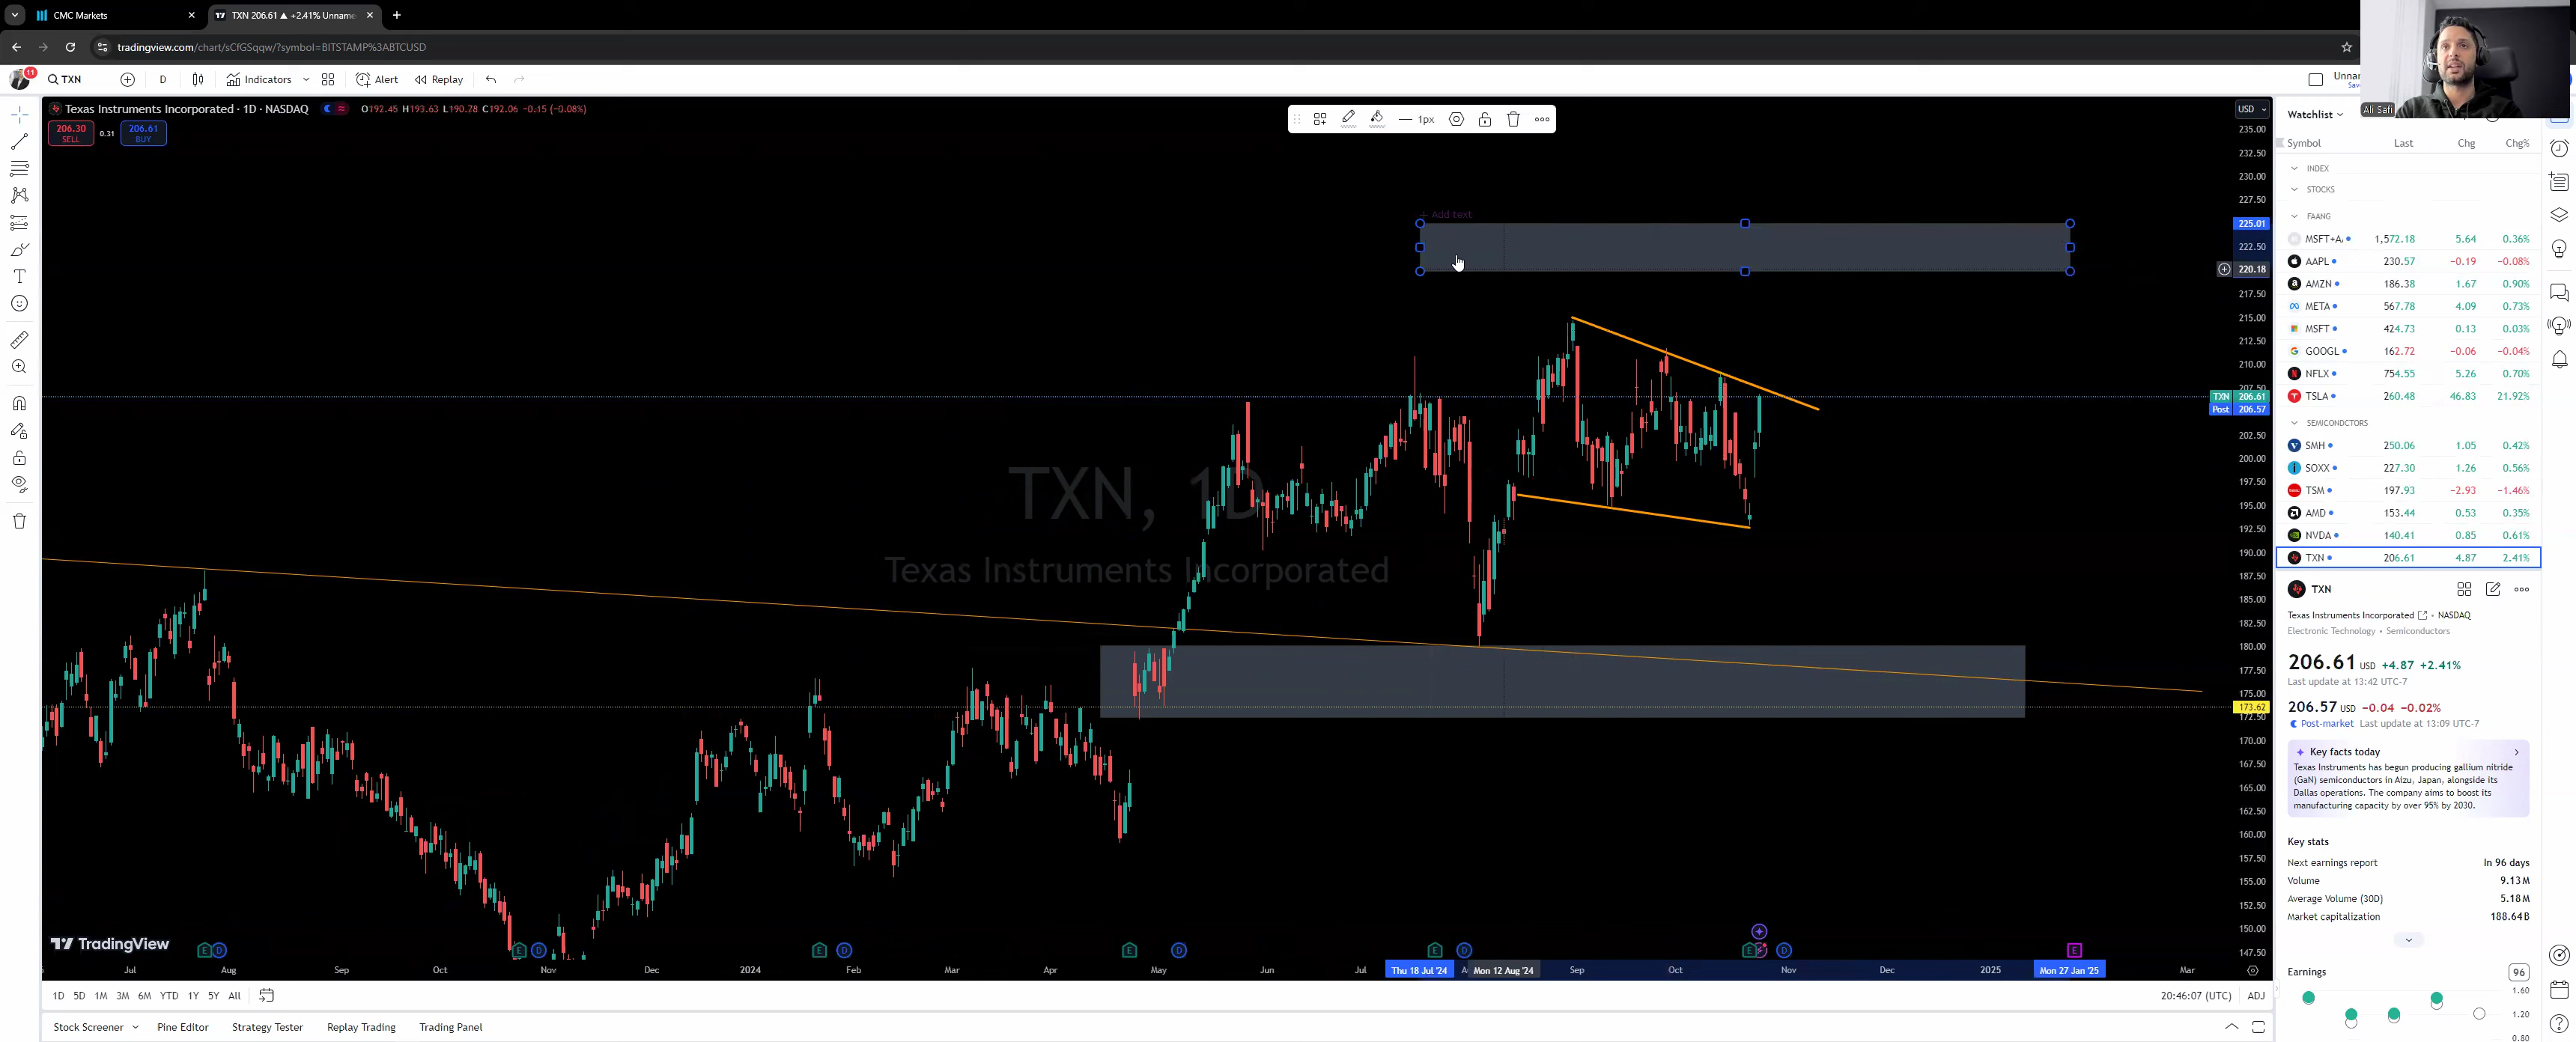 CMC Markets
TXN 206.61 ▲ +2.41% Unname
tradingview.com/chart/sCfGSqqw/?symbol=BITSTAMP%3ABTCUSD
11
TXN
D
Indicators
Alert
Replay
Unnar
Save
Ali Safi
Texas Instruments Incorporated · 1D · NASDAQ
O192.45 H193.63 L190.78 C192.06 −0.15 (−0.08%)
206.30
SELL
0.31
206.61
BUY
1px
+ Add text
USD
235.00
232.50
230.00
227.50
225.01
222.50
220.18
217.50
215.00
212.50
210.00
207.50
TXN 206.61
Post 206.57
202.50
200.00
197.50
195.00
192.50
190.00
187.50
185.00
182.50
180.00
177.50
175.00
173.62
172.50
170.00
167.50
165.00
162.50
160.00
157.50
155.00
152.50
150.00
147.50
TXN, 1D
Texas Instruments Incorporated
TradingView
E D E D E D E D E D E D E
Jul Aug Sep Oct Nov Dec 2024 Feb Mar Apr May Jun Jul Thu 18 Jul '24 Mon 12 Aug '24 Sep Oct Nov Dec 2025 Mon 27 Jan '25 Mar
1D 5D 1M 3M 6M YTD 1Y 5Y All
20:46:07 (UTC) ADJ
Stock Screener
Pine Editor
Strategy Tester
Replay Trading
Trading Panel
Watchlist
Symbol Last Chg Chg%
INDEX
STOCKS
FAANG
MSFT+A 1,572.18 5.64 0.36%
AAPL 230.57 −0.19 −0.08%
AMZN 186.38 1.67 0.90%
META 567.78 4.09 0.73%
MSFT 424.73 0.13 0.03%
GOOGL 162.72 −0.06 −0.04%
NFLX 754.55 5.26 0.70%
TSLA 260.48 46.83 21.92%
SEMICONDCTORS
SMH 250.06 1.05 0.42%
SOXX 227.30 1.26 0.56%
TSM 197.93 −2.93 −1.46%
AMD 153.44 0.53 0.35%
NVDA 140.41 0.85 0.61%
TXN 206.61 4.87 2.41%
TXN
Texas Instruments Incorporated • NASDAQ
Electronic Technology • Semiconductors
206.61 USD +4.87 +2.41%
Last update at 13:42 UTC-7
206.57 USD −0.04 −0.02%
Post-market Last update at 13:09 UTC-7
Key facts today
Texas Instruments has begun producing gallium nitride
(GaN) semiconductors in Aizu, Japan, alongside its
Dallas operations. The company aims to boost its
manufacturing capacity by over 95% by 2030.
Key stats
Next earnings report In 96 days
Volume 9.13M
Average Volume (30D) 5.18M
Market capitalization 188.64B
Earnings 96
1.60
1.20
0.80